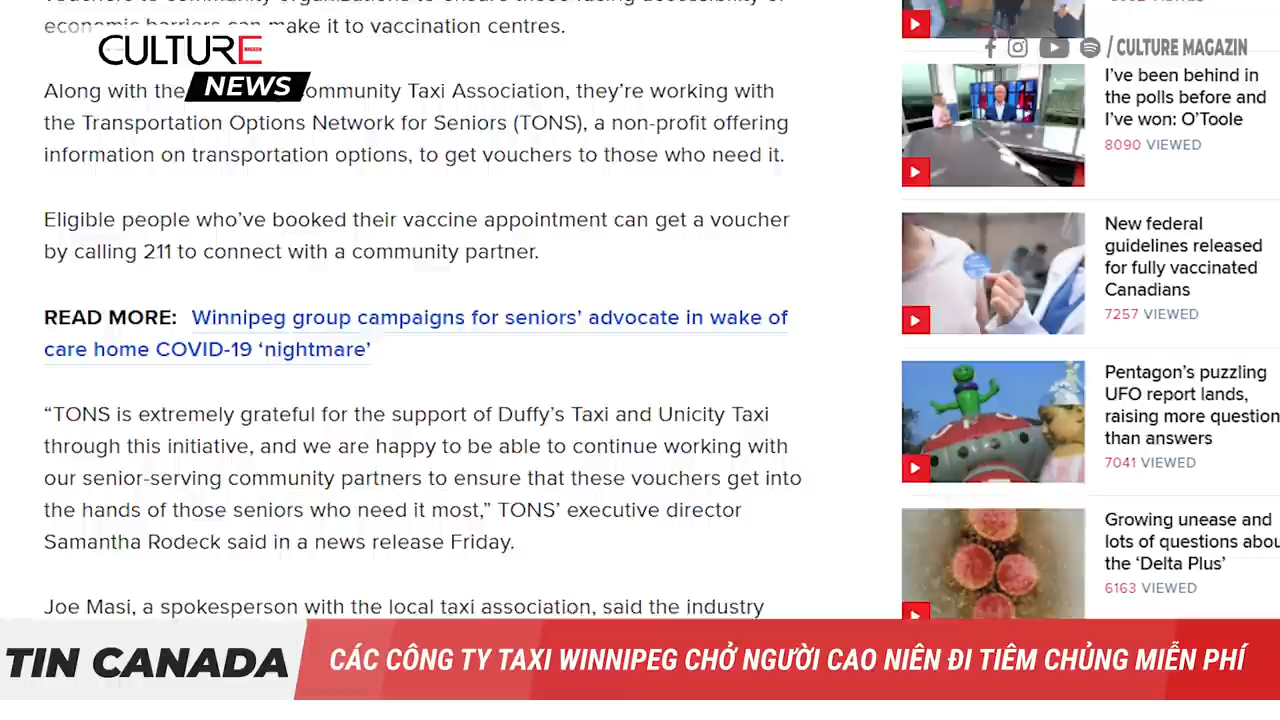 economic barriers can make it to vaccination centres.
CULTURE
NEWS
/ CULTURE MAGAZIN
Along with the ommunity Taxi Association, they're working with
the Transportation Options Network for Seniors (TONS), a non-profit offering
information on transportation options, to get vouchers to those who need it.
Eligible people who've booked their vaccine appointment can get a voucher
by calling 211 to connect with a community partner.
READ MORE: Winnipeg group campaigns for seniors' advocate in wake of
care home COVID-19 ‘nightmare’
“TONS is extremely grateful for the support of Duffy's Taxi and Unicity Taxi
through this initiative, and we are happy to be able to continue working with
our senior-serving community partners to ensure that these vouchers get into
the hands of those seniors who need it most,” TONS' executive director
Samantha Rodeck said in a news release Friday.
Joe Masi, a spokesperson with the local taxi association, said the industry
I've been behind in
the polls before and
I've won: O'Toole
8090 VIEWED
New federal
guidelines released
for fully vaccinated
Canadians
7257 VIEWED
Pentagon's puzzling
UFO report lands,
raising more question
than answers
7041 VIEWED
Growing unease and
lots of questions abou
the ‘Delta Plus’
6163 VIEWED
TIN CANADA
CÁC CÔNG TY TAXI WINNIPEG CHỞ NGƯỜI CAO NIÊN ĐI TIÊM CHỦNG MIỄN PHÍ